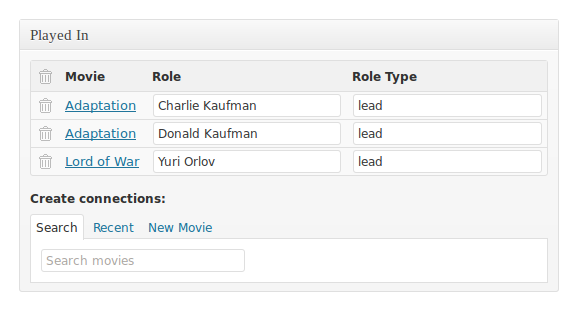 Played In
Movie Role Role Type
Adaptation Charlie Kaufman lead
Adaptation Donald Kaufman lead
Lord of War Yuri Orlov lead
Create connections:
Search Recent New Movie
Search movies